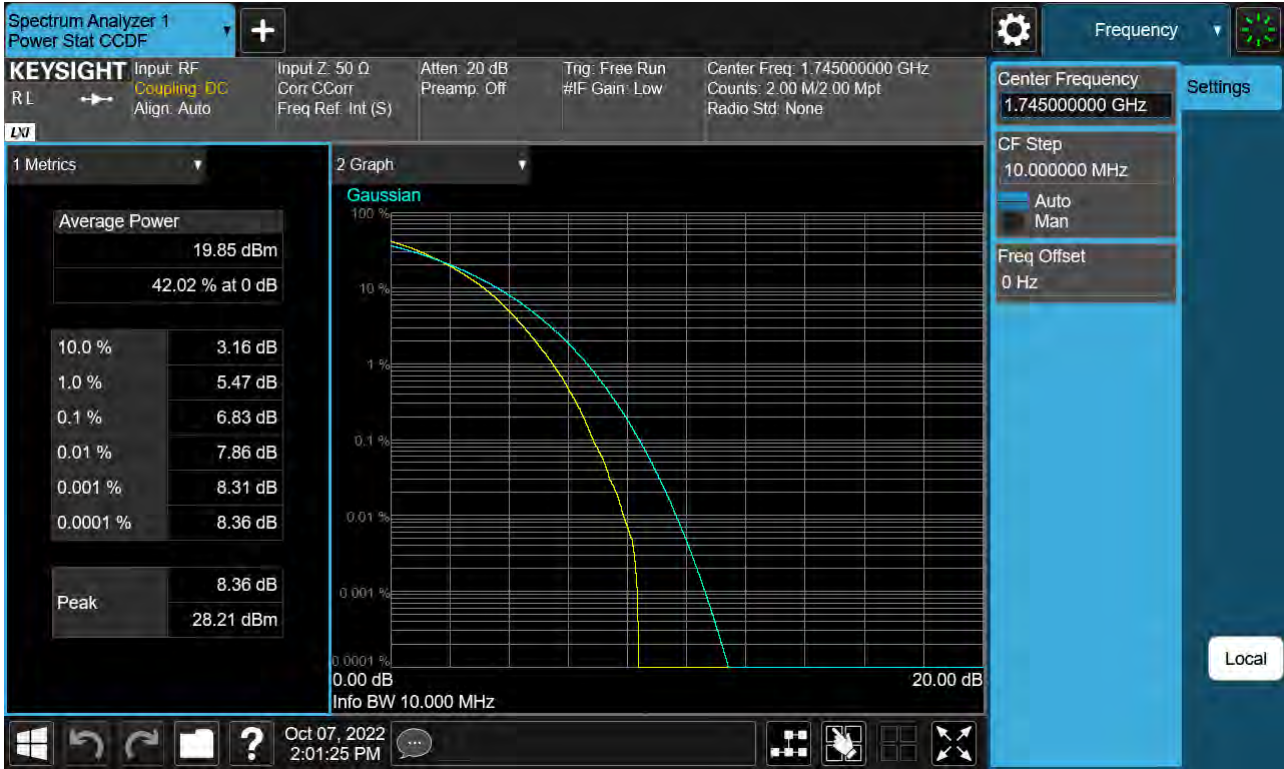 Spectrum Analyzer 1
Power Stat CCDF
Frequency
KEYSIGHT
R L
LXI
Input: RF
Coupling: DC
Align: Auto
Input Z: 50 Ω
Corr CCorr
Freq Ref: Int (S)
Atten: 20 dB
Preamp: Off
Trig: Free Run
#IF Gain: Low
Center Freq: 1.745000000 GHz
Counts: 2.00 M/2.00 Mpt
Radio Std: None
1 Metrics
Average Power
19.85 dBm
42.02 % at 0 dB
10.0 % 3.16 dB
1.0 % 5.47 dB
0.1 % 6.83 dB
0.01 % 7.86 dB
0.001 % 8.31 dB
0.0001 % 8.36 dB
Peak
8.36 dB
28.21 dBm
2 Graph
Gaussian
100 %
10 %
1 %
0.1 %
0.01 %
0.001 %
0.0001 %
0.00 dB 20.00 dB
Info BW 10.000 MHz
Center Frequency
1.745000000 GHz
CF Step
10.000000 MHz
Auto
Man
Freq Offset
0 Hz
Settings
Local
?
Oct 07, 2022
2:01:25 PM